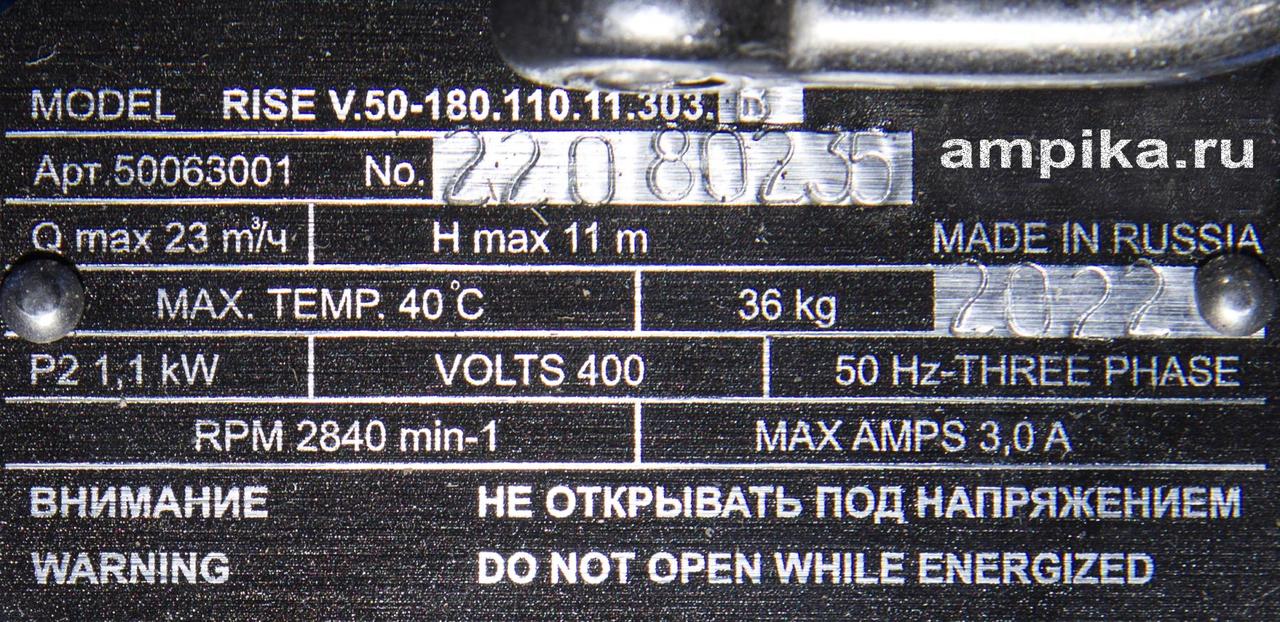 MODEL RISE V.50-180.110.11.303. B
Арт.50063001 No. 22080235
ampika.ru
Q max 23 m³/ч H max 11 m MADE IN RUSSIA
MAX. TEMP. 40°C 36 kg 2022
P2 1,1 kW VOLTS 400 50 Hz-THREE PHASE
RPM 2840 min-1 MAX AMPS 3,0 A
ВНИМАНИЕ НЕ ОТКРЫВАТЬ ПОД НАПРЯЖЕНИЕМ
WARNING DO NOT OPEN WHILE ENERGIZED